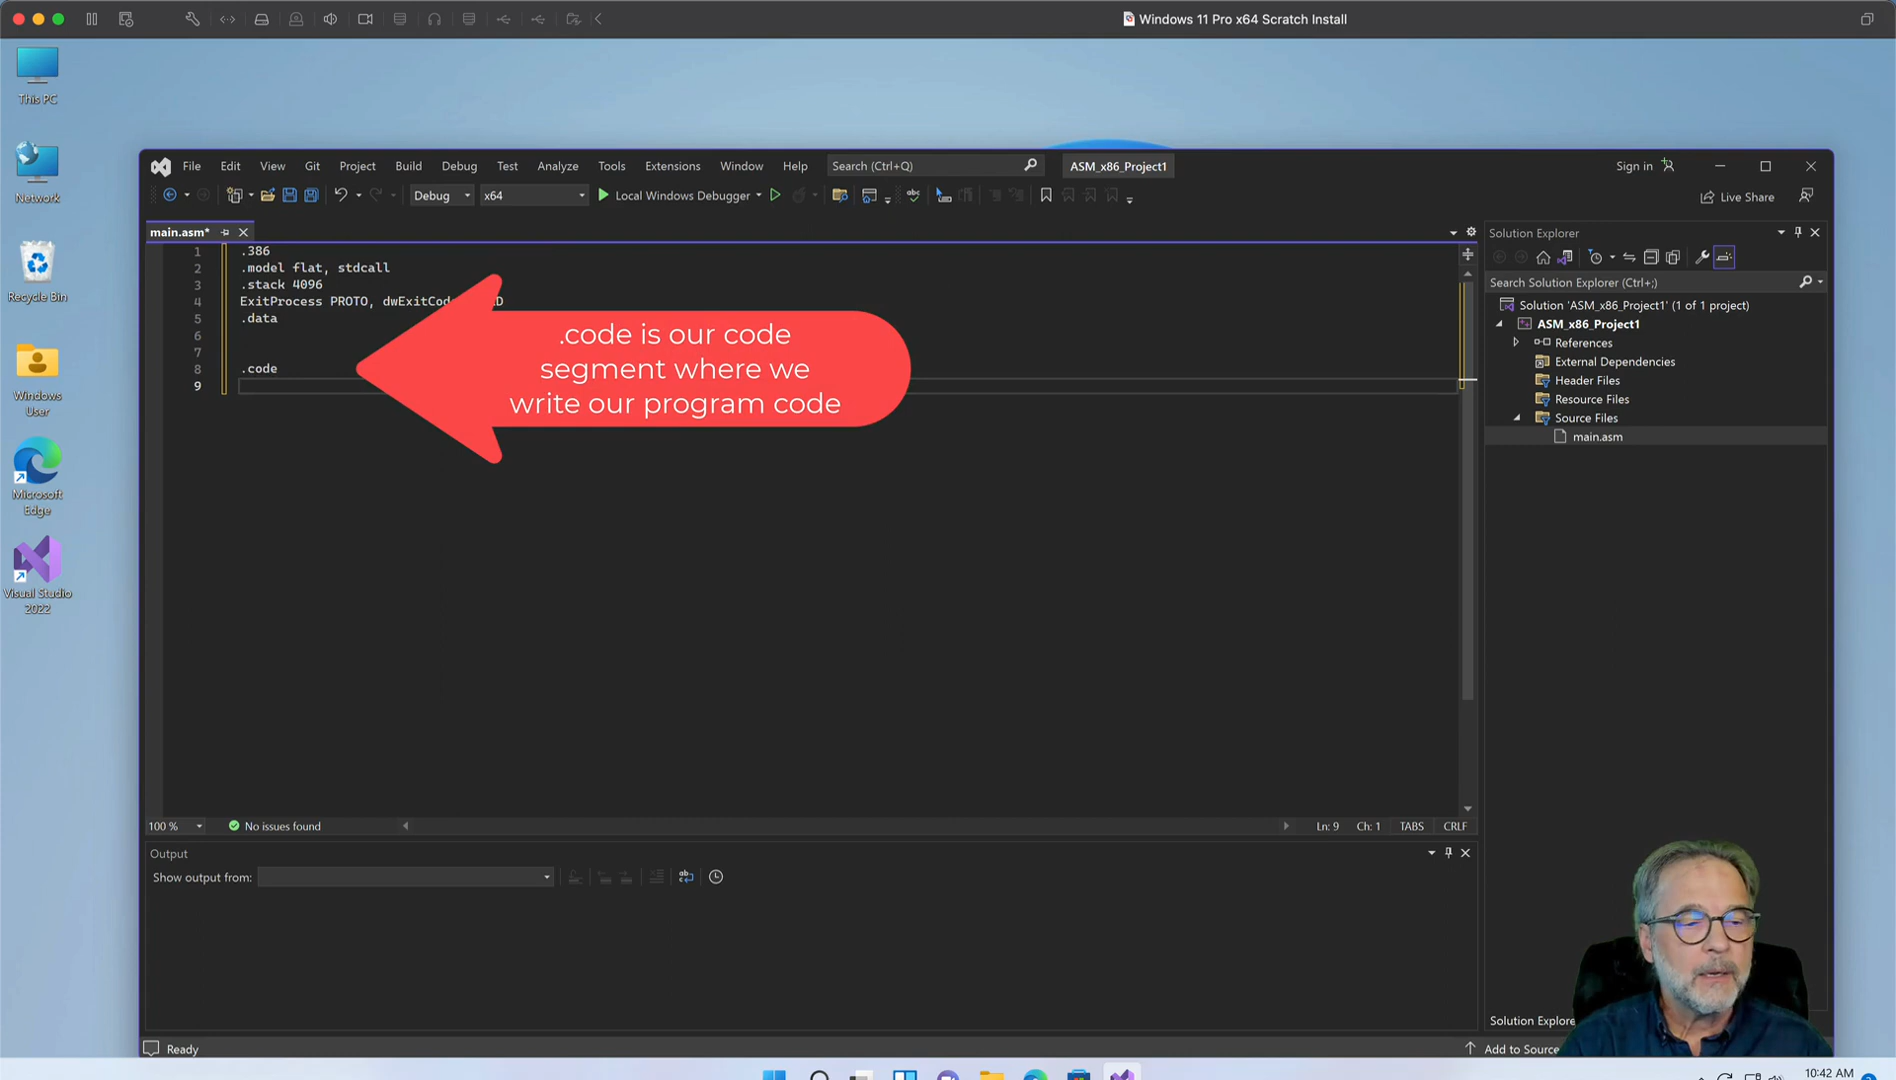 Windows 11 Pro x64 Scratch Install
This PC
Network
Recycle Bin
Windows
User
Microsoft
Edge
Visual Studio
2022
File Edit View Git Project Build Debug Test Analyze Tools Extensions Window Help Search (Ctrl+Q) ASM_x86_Project1 Sign in
Debug x64 Local Windows Debugger Live Share
main.asm*
1 .386
2 .model flat, stdcall
3 .stack 4096
4 ExitProcess PROTO, dwExitCod D
5 .data
6
7
8 .code
9
.code is our code
segment where we
write our program code
100 % No issues found Ln: 9 Ch: 1 TABS CRLF
Output
Show output from:
Ready
Solution Explorer
Search Solution Explorer (Ctrl+;)
Solution 'ASM_x86_Project1' (1 of 1 project)
ASM_x86_Project1
References
External Dependencies
Header Files
Resource Files
Source Files
main.asm
Solution Explore
Add to Source
10:42 AM